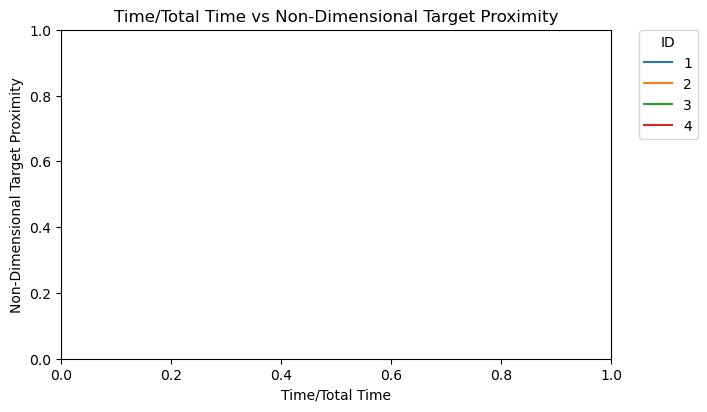 Time/Total Time vs Non-Dimensional Target Proximity
ID
1
2
3
4
Non-Dimensional Target Proximity
1.0
0.8
0.6
0.4
0.2
0.0
0.0 0.2 0.4 0.6 0.8 1.0
Time/Total Time